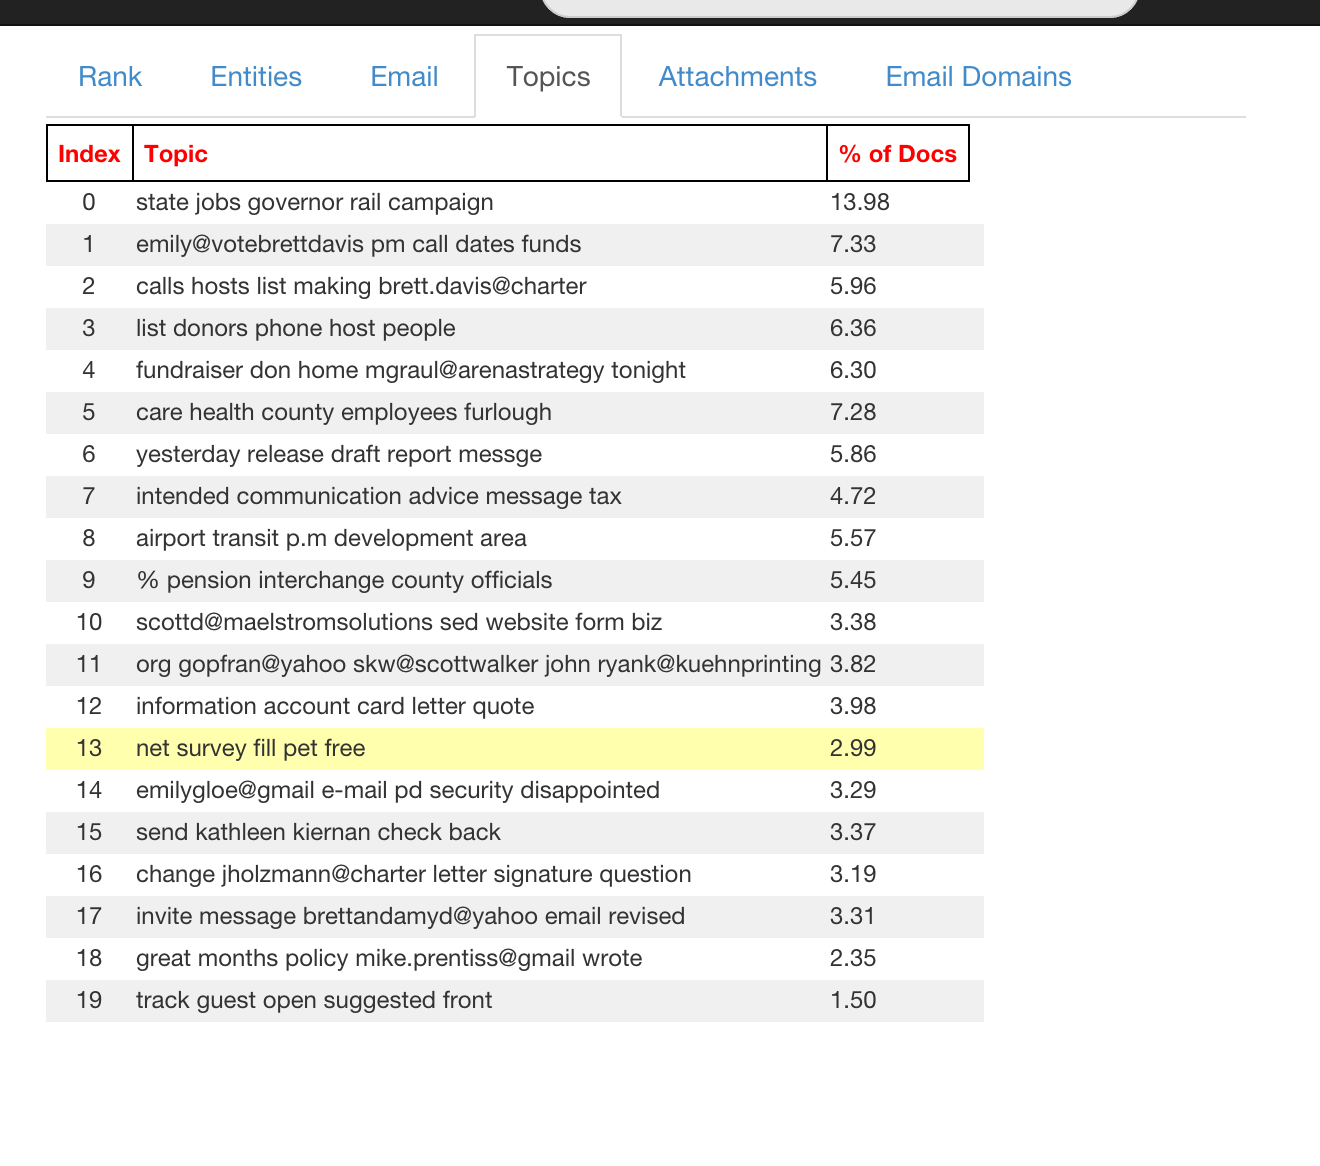 Rank Entities Email Topics Attachments Email Domains
Index Topic % of Docs
0 state jobs governor rail campaign 13.98
1 emily@votebrettdavis pm call dates funds 7.33
2 calls hosts list making brett.davis@charter 5.96
3 list donors phone host people 6.36
4 fundraiser don home mgraul@arenastrategy tonight 6.30
5 care health county employees furlough 7.28
6 yesterday release draft report messge 5.86
7 intended communication advice message tax 4.72
8 airport transit p.m development area 5.57
9 % pension interchange county officials 5.45
10 scottd@maelstromsolutions sed website form biz 3.38
11 org gopfran@yahoo skw@scottwalker john ryank@kuehnprinting 3.82
12 information account card letter quote 3.98
13 net survey fill pet free 2.99
14 emilygloe@gmail e-mail pd security disappointed 3.29
15 send kathleen kiernan check back 3.37
16 change jholzmann@charter letter signature question 3.19
17 invite message brettandamyd@yahoo email revised 3.31
18 great months policy mike.prentiss@gmail wrote 2.35
19 track guest open suggested front 1.50